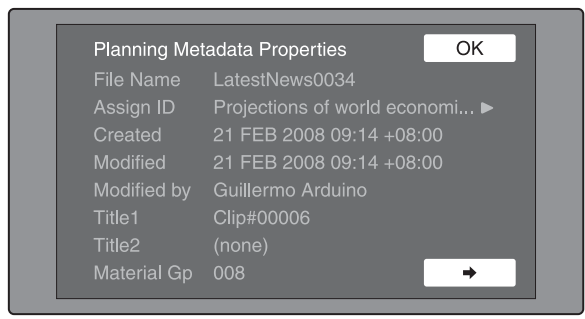 Planning Metadata Properties OK
File Name LatestNews0034
Assign ID Projections of world economi... ▶
Created 21 FEB 2008 09:14 +08:00
Modified 21 FEB 2008 09:14 +08:00
Modified by Guillermo Arduino
Title1 Clip#00006
Title2 (none)
Material Gp 008 ➡